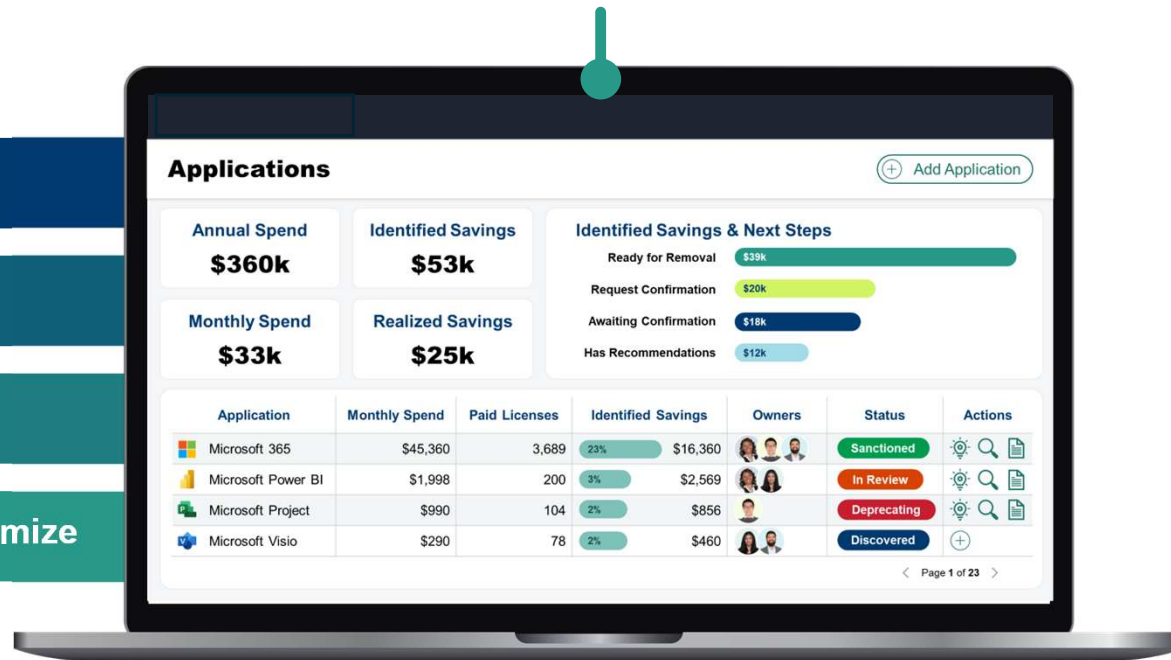 Applications
Add Application
Annual Spend
$360k
Identified Savings
$53k
Monthly Spend
$33k
Realized Savings
$25k
Identified Savings & Next Steps
Ready for Removal $39k
Request Confirmation $20k
Awaiting Confirmation $18k
Has Recommendations $12k
Application Monthly Spend Paid Licenses Identified Savings Owners Status Actions
Microsoft 365 $45,360 3,689 23% $16,360 Sanctioned
Microsoft Power BI $1,998 200 3% $2,569 In Review
Microsoft Project $990 104 2% $856 Deprecating
Microsoft Visio $290 78 2% $460 Discovered
Page 1 of 23
mize